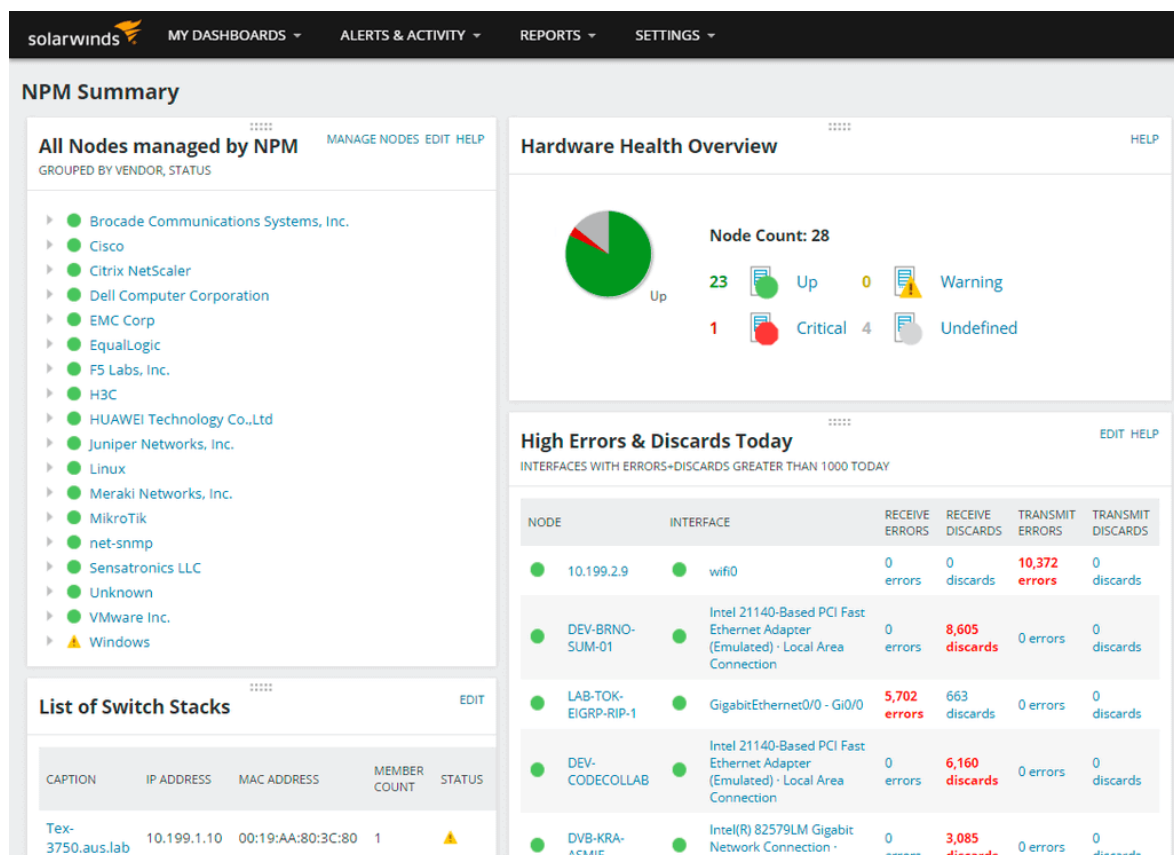 solarwinds MY DASHBOARDS ALERTS & ACTIVITY REPORTS SETTINGS
NPM Summary
All Nodes managed by NPM MANAGE NODES EDIT HELP
GROUPED BY VENDOR, STATUS
Brocade Communications Systems, Inc.
Cisco
Citrix NetScaler
Dell Computer Corporation
EMC Corp
EqualLogic
F5 Labs, Inc.
H3C
HUAWEI Technology Co.,Ltd
Juniper Networks, Inc.
Linux
Meraki Networks, Inc.
MikroTik
net-snmp
Sensatronics LLC
Unknown
VMware Inc.
Windows
List of Switch Stacks EDIT
CAPTION IP ADDRESS MAC ADDRESS MEMBER COUNT STATUS
Tex-
3750.aus.lab 10.199.1.10 00:19:AA:80:3C:80 1
Hardware Health Overview HELP
Up
Node Count: 28
23 Up 0 Warning
1 Critical 4 Undefined
High Errors & Discards Today EDIT HELP
INTERFACES WITH ERRORS+DISCARDS GREATER THAN 1000 TODAY
NODE INTERFACE RECEIVE ERRORS RECEIVE DISCARDS TRANSMIT ERRORS TRANSMIT DISCARDS
10.199.2.9 wifi0 0 errors 0 discards 10,372 errors 0 discards
DEV-BRNO-
SUM-01
Intel 21140-Based PCI Fast
Ethernet Adapter
(Emulated) · Local Area
Connection
0 errors 8,605 discards 0 errors 0 discards
LAB-TOK-
EIGRP-RIP-1
GigabitEthernet0/0 - Gi0/0
5,702 errors 663 discards 0 errors 0 discards
DEV-
CODECOLLAB
Intel 21140-Based PCI Fast
Ethernet Adapter
(Emulated) · Local Area
Connection
0 errors 6,160 discards 0 errors 0 discards
DVB-KRA-
Intel(R) 82579LM Gigabit
Network Connection ·
0 3,085 0 errors 0